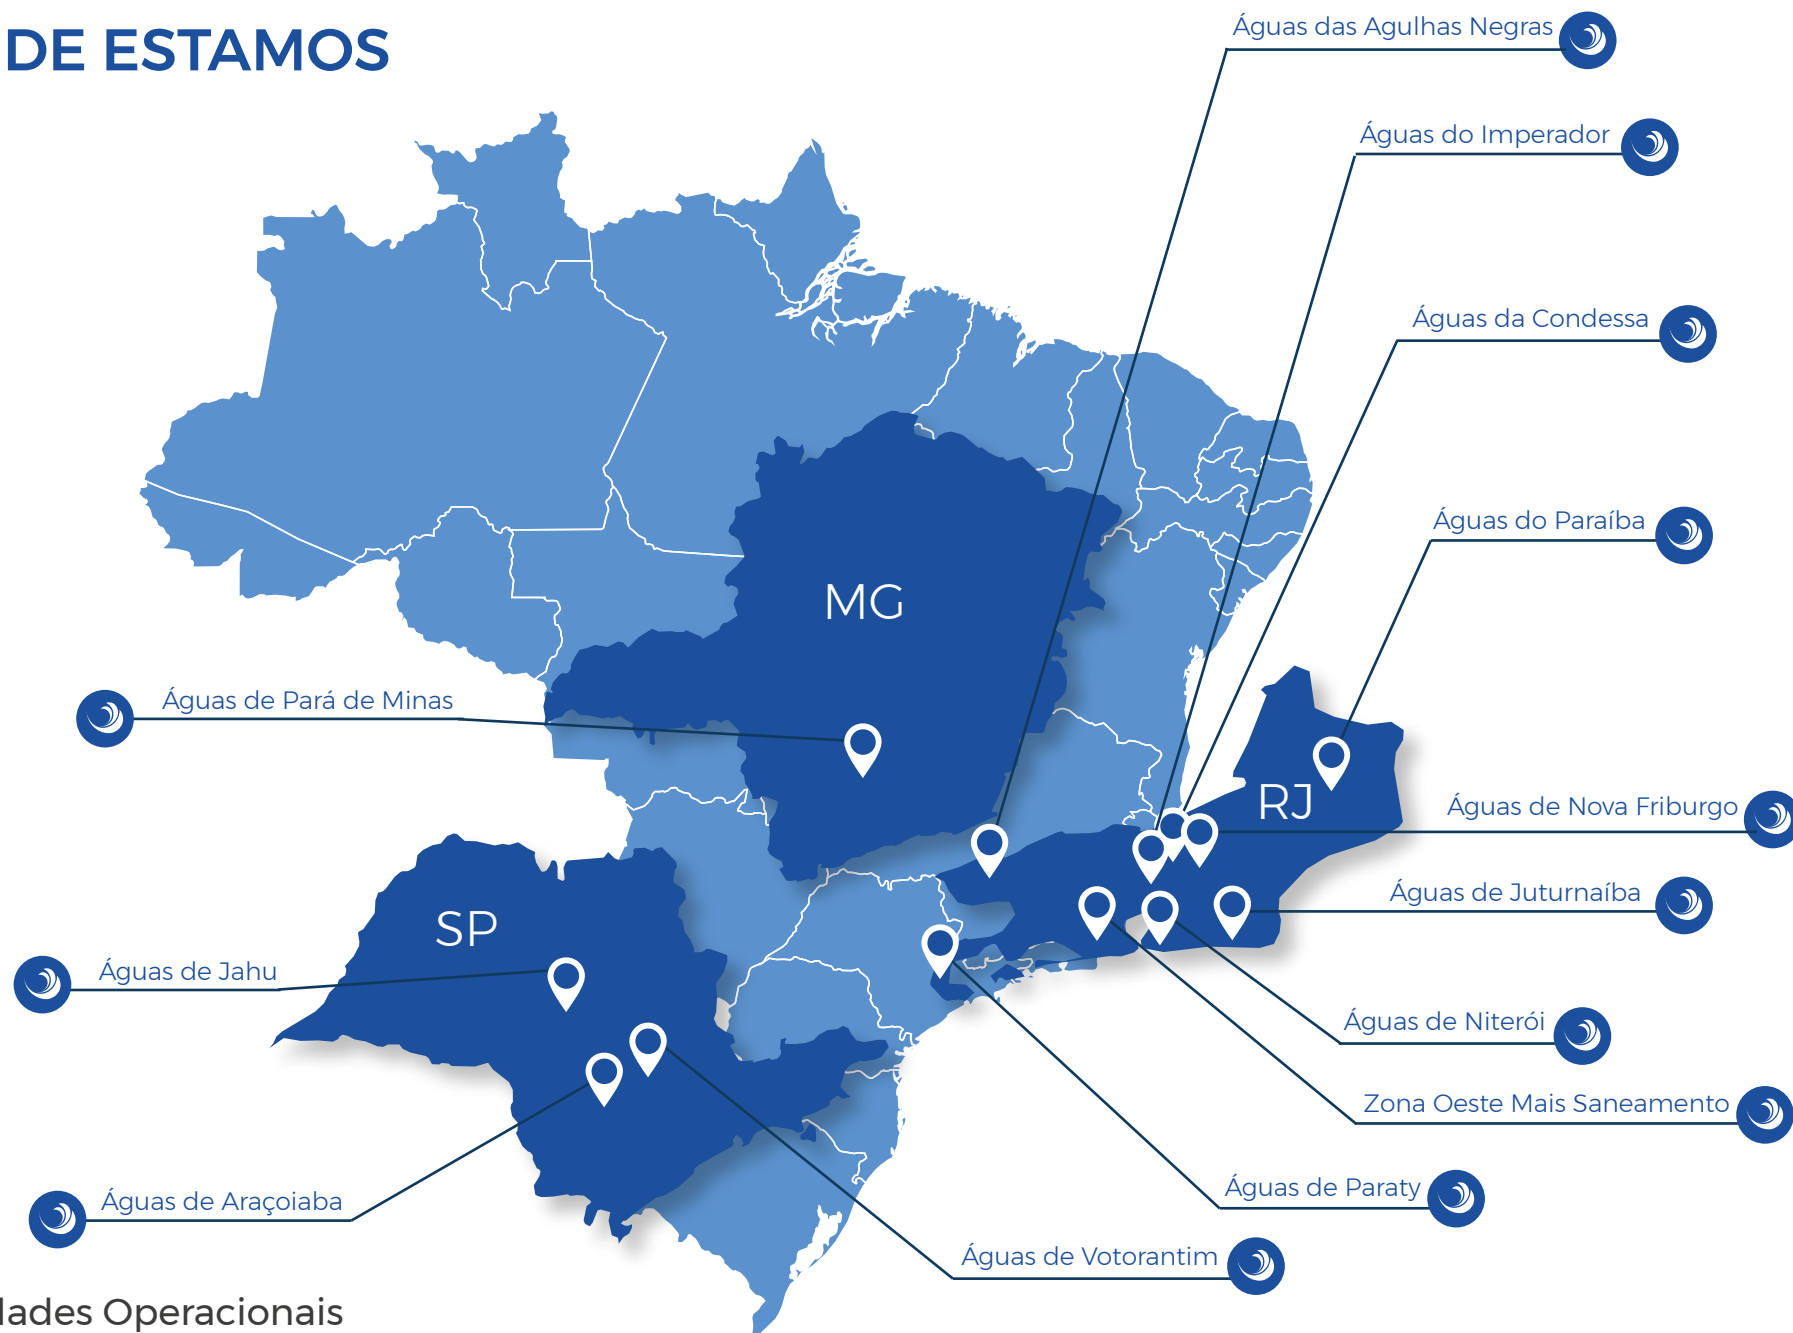 DE ESTAMOS
Águas das Agulhas Negras
Águas do Imperador
Águas da Condessa
Águas do Paraíba
MG
Águas de Pará de Minas
RJ
Águas de Nova Friburgo
Águas de Juturnaíba
SP
Águas de Jahu
Águas de Niterói
Zona Oeste Mais Saneamento
Águas de Paraty
Águas de Araçoiaba
Águas de Votorantim
dades Operacionais